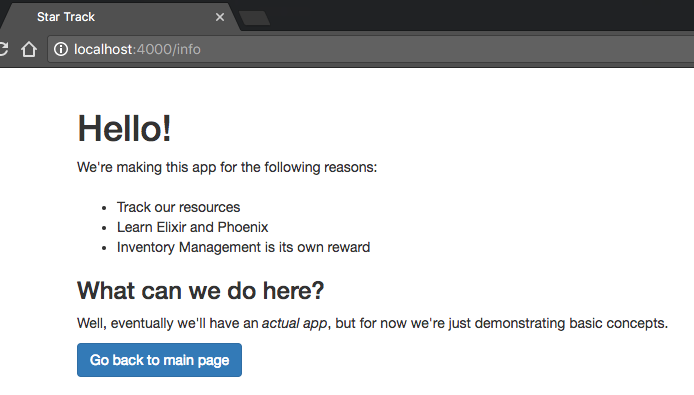 Star Track
localhost:4000/info
Hello!
We're making this app for the following reasons:
Track our resources
Learn Elixir and Phoenix
Inventory Management is its own reward
What can we do here?
Well, eventually we'll have an actual app, but for now we're just demonstrating basic concepts.
Go back to main page